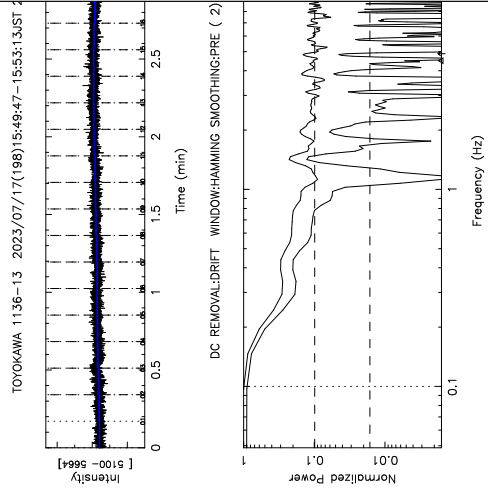 TOYOKAWA 1136-13 2023/07/17(198)15:49:47-15:53:13JST
Intensity
[ 5100- 5664]
0 0.5 1 1.5 2 2.5
Time (min)
DC REMOVAL:DRIFT WINDOW:HAMMING SMOOTHING:PRE ( 2)
Normalized Power
1 0.1 0.01
0.1 1
Frequency (Hz)